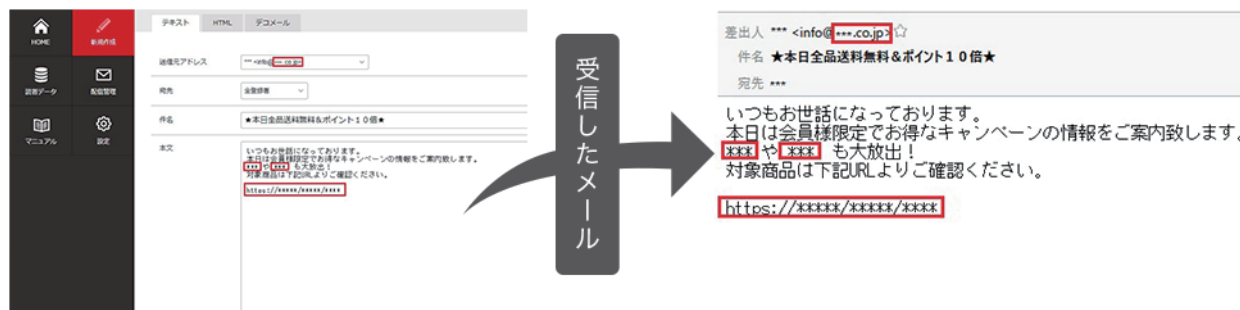 HOME
新規作成
読者データ
配信管理
マニュアル
設定
テキスト
HTML
デコメール
送信元アドレス
*** <info@***.co.jp>
宛先
全登録者
件名
★本日全品送料無料&ポイント10倍★
本文
いつもお世話になっております。
本日は会員様限定でお得なキャンペーンの情報をご案内致します。
*** や *** も大放出!
対象商品は下記URLよりご確認ください。
https://*****/*****/****
受信したメール
差出人 *** <info@***.co.jp>☆
件名 ★本日全品送料無料&ポイント10倍★
宛先 ***
いつもお世話になっております。
本日は会員様限定でお得なキャンペーンの情報をご案内致します。
*** や *** も大放出!
対象商品は下記URLよりご確認ください。
https://*****/*****/****